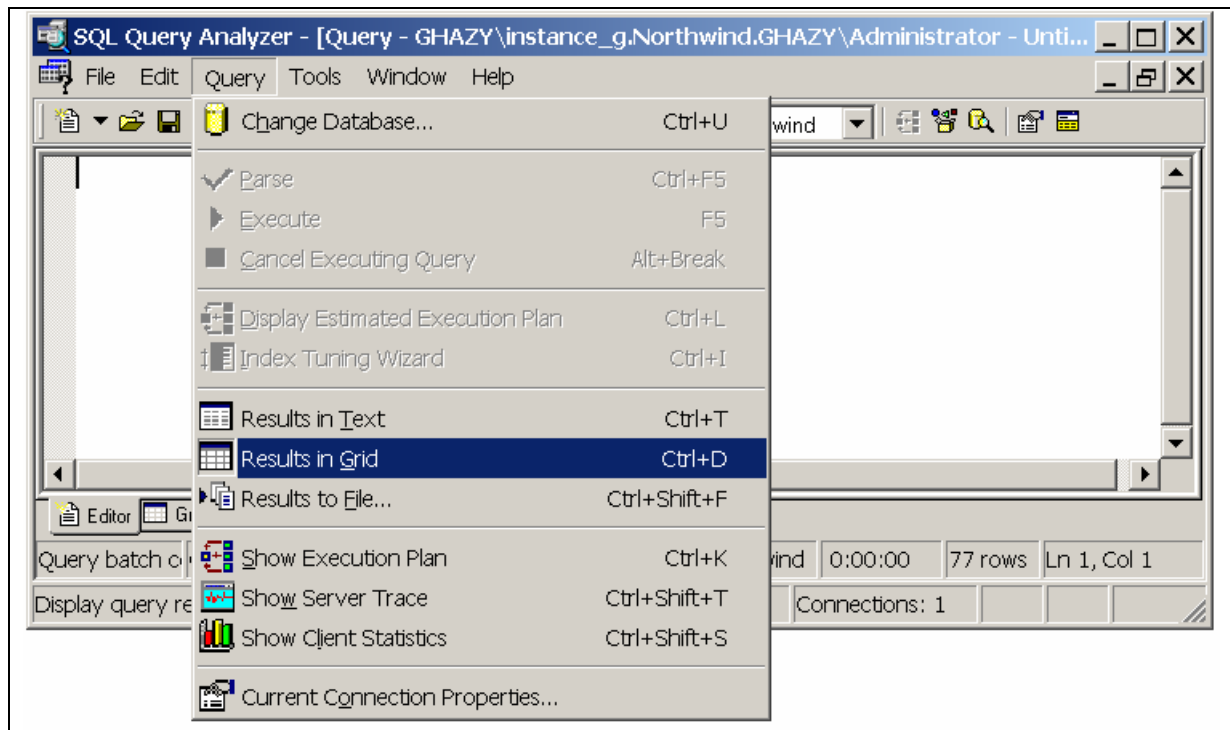 SQL Query Analyzer - [Query - GHAZY\instance_g.Northwind.GHAZY\Administrator - Unti...
File Edit Query Tools Window Help
Change Database... Ctrl+U wind
Parse Ctrl+F5
Execute F5
Cancel Executing Query Alt+Break
Display Estimated Execution Plan Ctrl+L
Index Tuning Wizard Ctrl+I
Results in Text Ctrl+T
Results in Grid Ctrl+D
Results to File... Ctrl+Shift+F
Editor
Show Execution Plan Ctrl+K
Query batch wind 0:00:00 77 rows Ln 1, Col 1
Show Server Trace Ctrl+Shift+T
Display query re Connections: 1
Show Client Statistics Ctrl+Shift+S
Current Connection Properties...